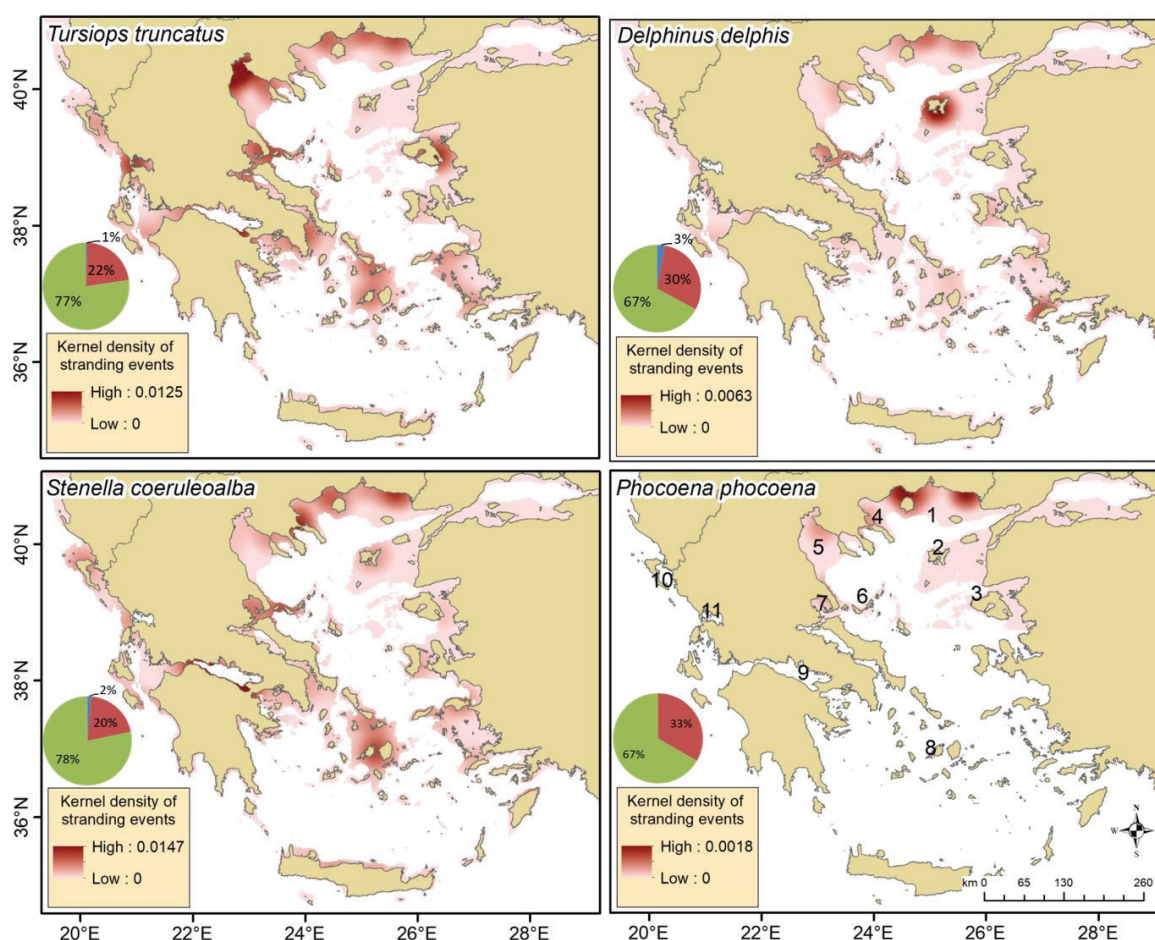 Tursiops truncatus
40°N
38°N
36°N
1%
22%
77%
Kernel density of
stranding events
High : 0.0125
Low : 0
Delphinus delphis
3%
30%
67%
Kernel density of
stranding events
High : 0.0063
Low : 0
Stenella coeruleoalba
40°N
38°N
36°N
2%
20%
78%
Kernel density of
stranding events
High : 0.0147
Low : 0
20°E 22°E 24°E 26°E 28°E
Phocoena phocoena
4 1
5 2
10 6 3
11 7
9
8
33%
67%
Kernel density of
stranding events
High : 0.0018
Low : 0
N
W E
S
km 0 65 130 260
20°E 22°E 24°E 26°E 28°E